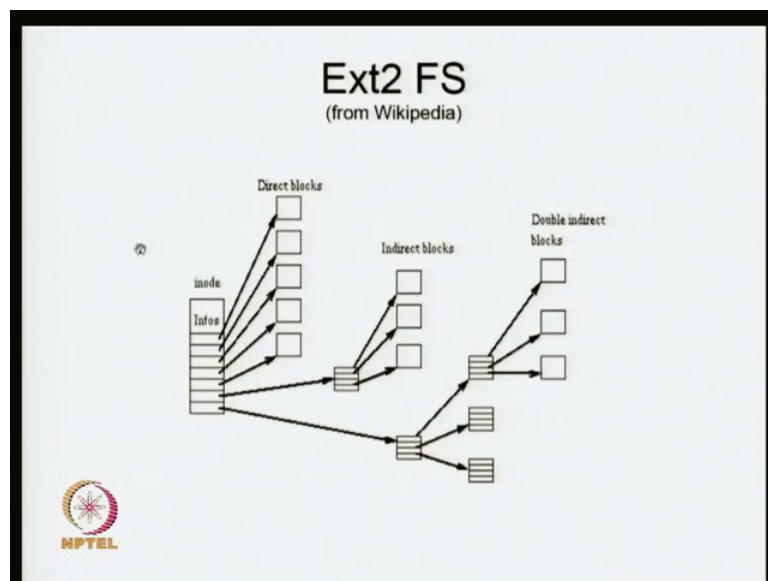 Ext2 FS
(from Wikipedia)
Direct blocks
Double indirect
blocks
Indirect blocks
inode
Infos
NPTEL